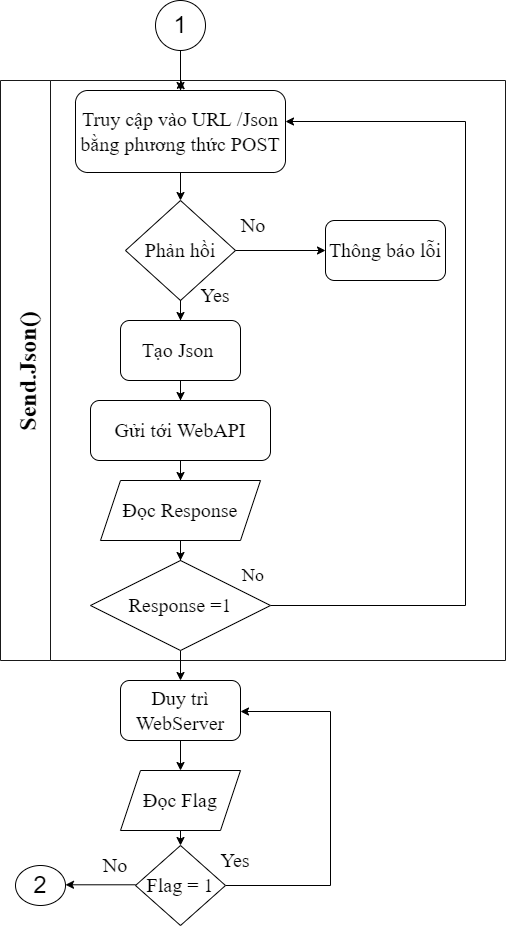 1
Send.Json()
Truy cập vào URL /Json
bằng phương thức POST
Phản hồi
No
Thông báo lỗi
Yes
Tạo Json
Gửi tới WebAPI
Đọc Response
Response =1
No
Duy trì
WebServer
Đọc Flag
Flag = 1
Yes
No
2